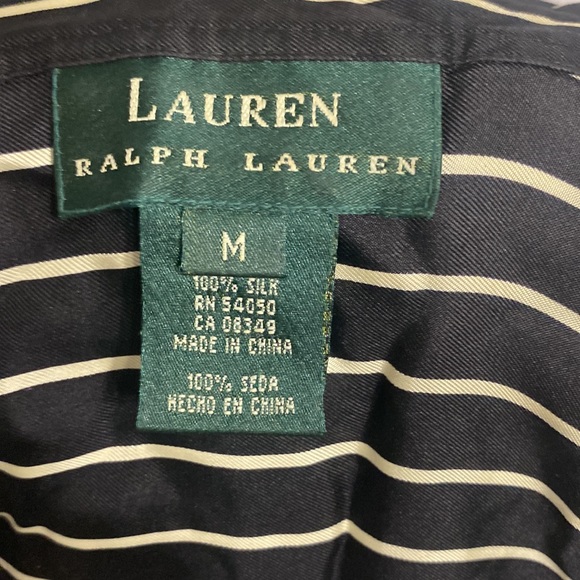 LAUREN
RALPH LAUREN
M
100% SILK
RN 54050
CA 08349
MADE IN CHINA
100% SEDA
HECHO EN CHINA